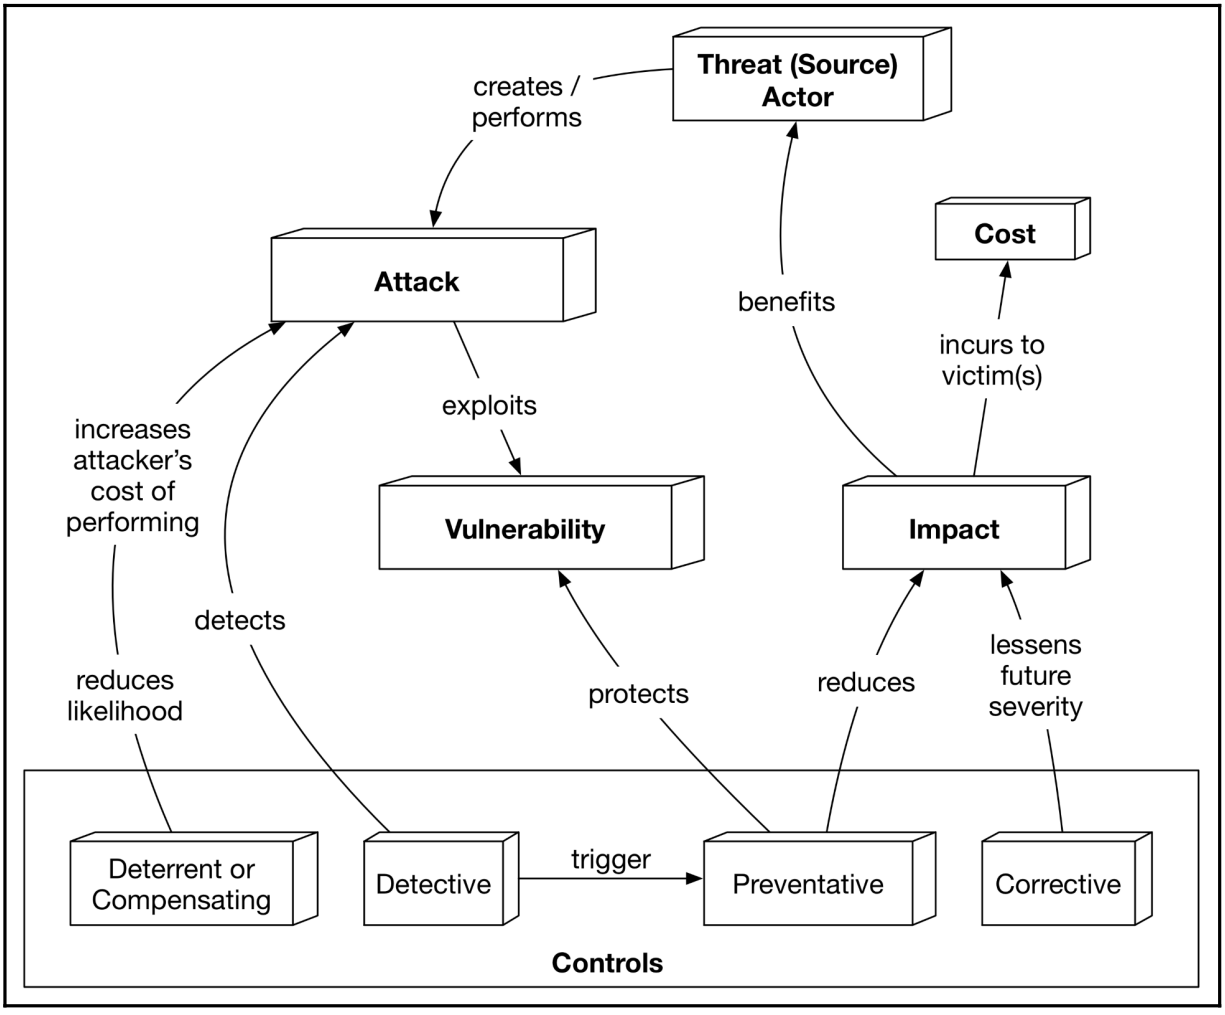 Threat (Source)
Actor
creates /
performs
Cost
Attack
benefits
incurs to
victim(s)
exploits
increases
attacker’s
cost of
performing
Vulnerability
Impact
detects
lessens
future
severity
reduces
likelihood
protects
reduces
Deterrent or
Compensating
Detective
trigger
Preventative
Corrective
Controls